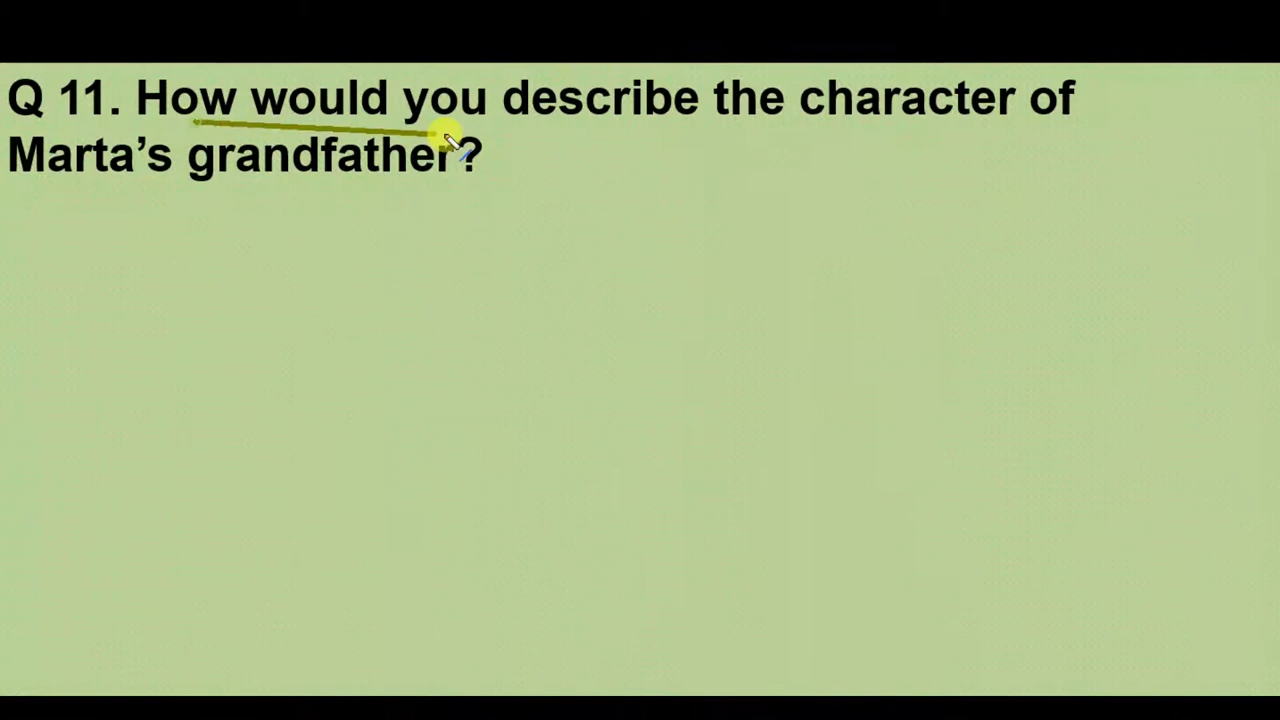 Q 11. How would you describe the character of
Marta’s grandfather?